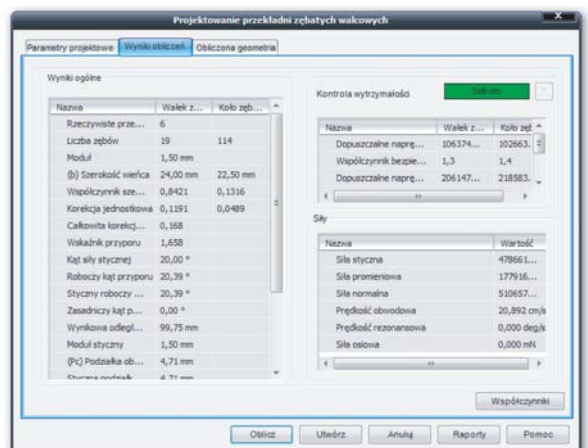 Projektowanie przekładni zębatych walcowych
Parametry projektowe Wyniki obliczeń Obliczona geometria
Wyniki ogólne
Nazwa Wałek z... Koło zęb...
Rzeczywiste prze... 6
Liczba zębów 19 114
Moduł 1,50 mm
(b) Szerokość wieńca 24,00 mm 22,50 mm
Współczynnik sze... 0,8421 0,1316
Korekcja jednostkowa 0,1191 0,0489
Całkowita korekcj... 0,168
Wskaźnik przyporu 1,658
Kąt siły stycznej 20,00 °
Roboczy kąt przyporu 20,39 °
Styczny roboczy ... 20,39 °
Zasadniczy kąt p... 0,00 °
Wynikowa odległ... 99,75 mm
Moduł styczny 1,50 mm
(Pc) Podziałka ob... 4,71 mm
Styczna podziałk... 4,71 mm
Kontrola wytrzymałości
Nazwa Wałek z... Koło zęt
Dopuszczalne naprę... 106374... 102663.
Współczynnik bezpie... 1,3 1,4
Dopuszczalne naprę... 206147... 218583.
Siły
Nazwa Wartość
Siła styczna 478661...
Siła promieniowa 177916...
Siła normalna 510657...
Prędkość obwodowa 20,892 cm/s
Prędkość rezonansowa 0,000 deg/s
Siła osiowa 0,000 mN
Współczynniki
Oblicz Utwórz Anuluj Raporty Pomoc